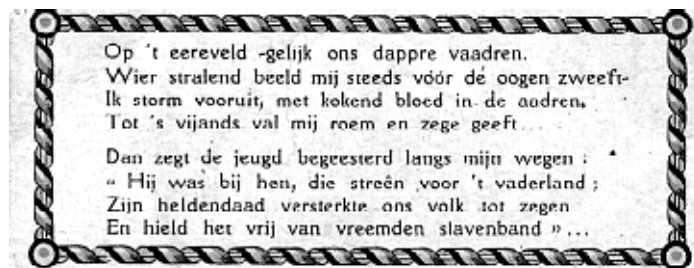 Op 't eereveld -gelijk ons dappre vaadren.
Wier stralend beeld mij steeds vóór de oogen zweeft-
Ik storm vooruit, met kokend bloed in de aadren.
Tot 's vijands val mij roem en zege geeft...
Dan zegt de jeugd begeesterd langs mijn wegen :
“ Hij was bij hen, die streên voor 't vaderland ;
Zijn heldendaad versterkte ons volk tot zegen
En hield het vrij van vreemden slavenband »...